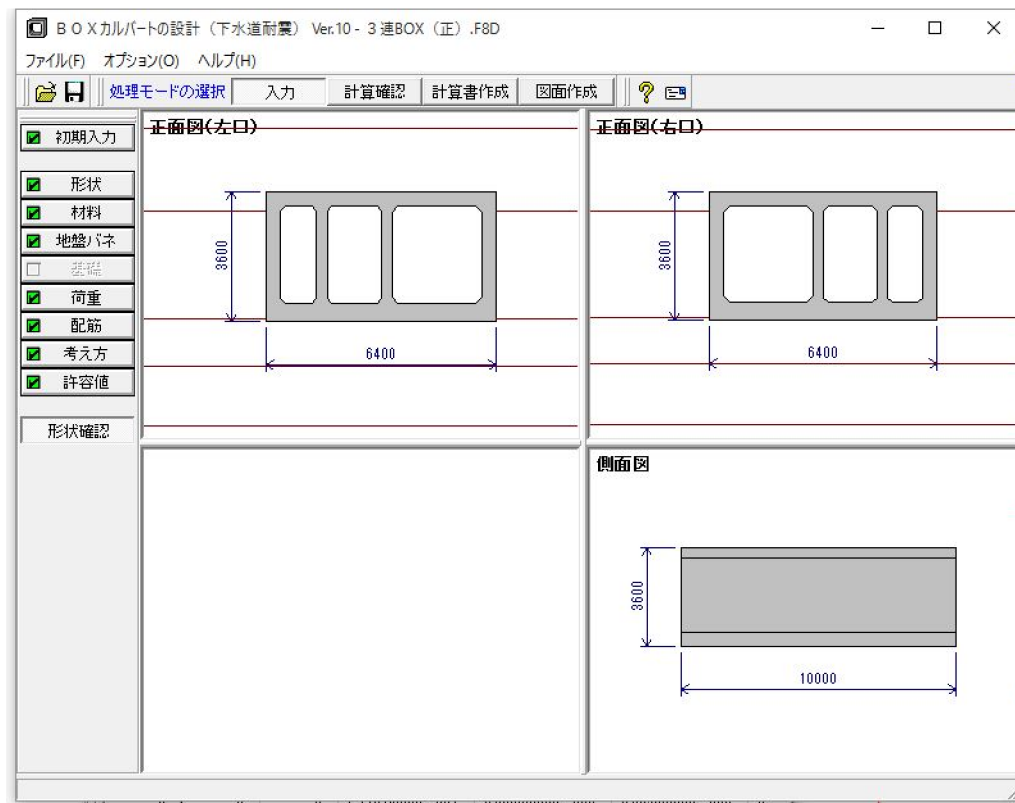 BOXカルバートの設計（下水道耐震） Ver.10 - 3連BOX（正）.F8D
ファイル(F) オプション(O) ヘルプ(H)
処理モードの選択 入力 計算確認 計算書作成 図面作成
初期入力
形状
材料
地盤バネ
基礎
荷重
配筋
考え方
許容値
形状確認
正面図(左口)
3600
6400
正面図(右口)
3600
6400
側面図
3600
10000